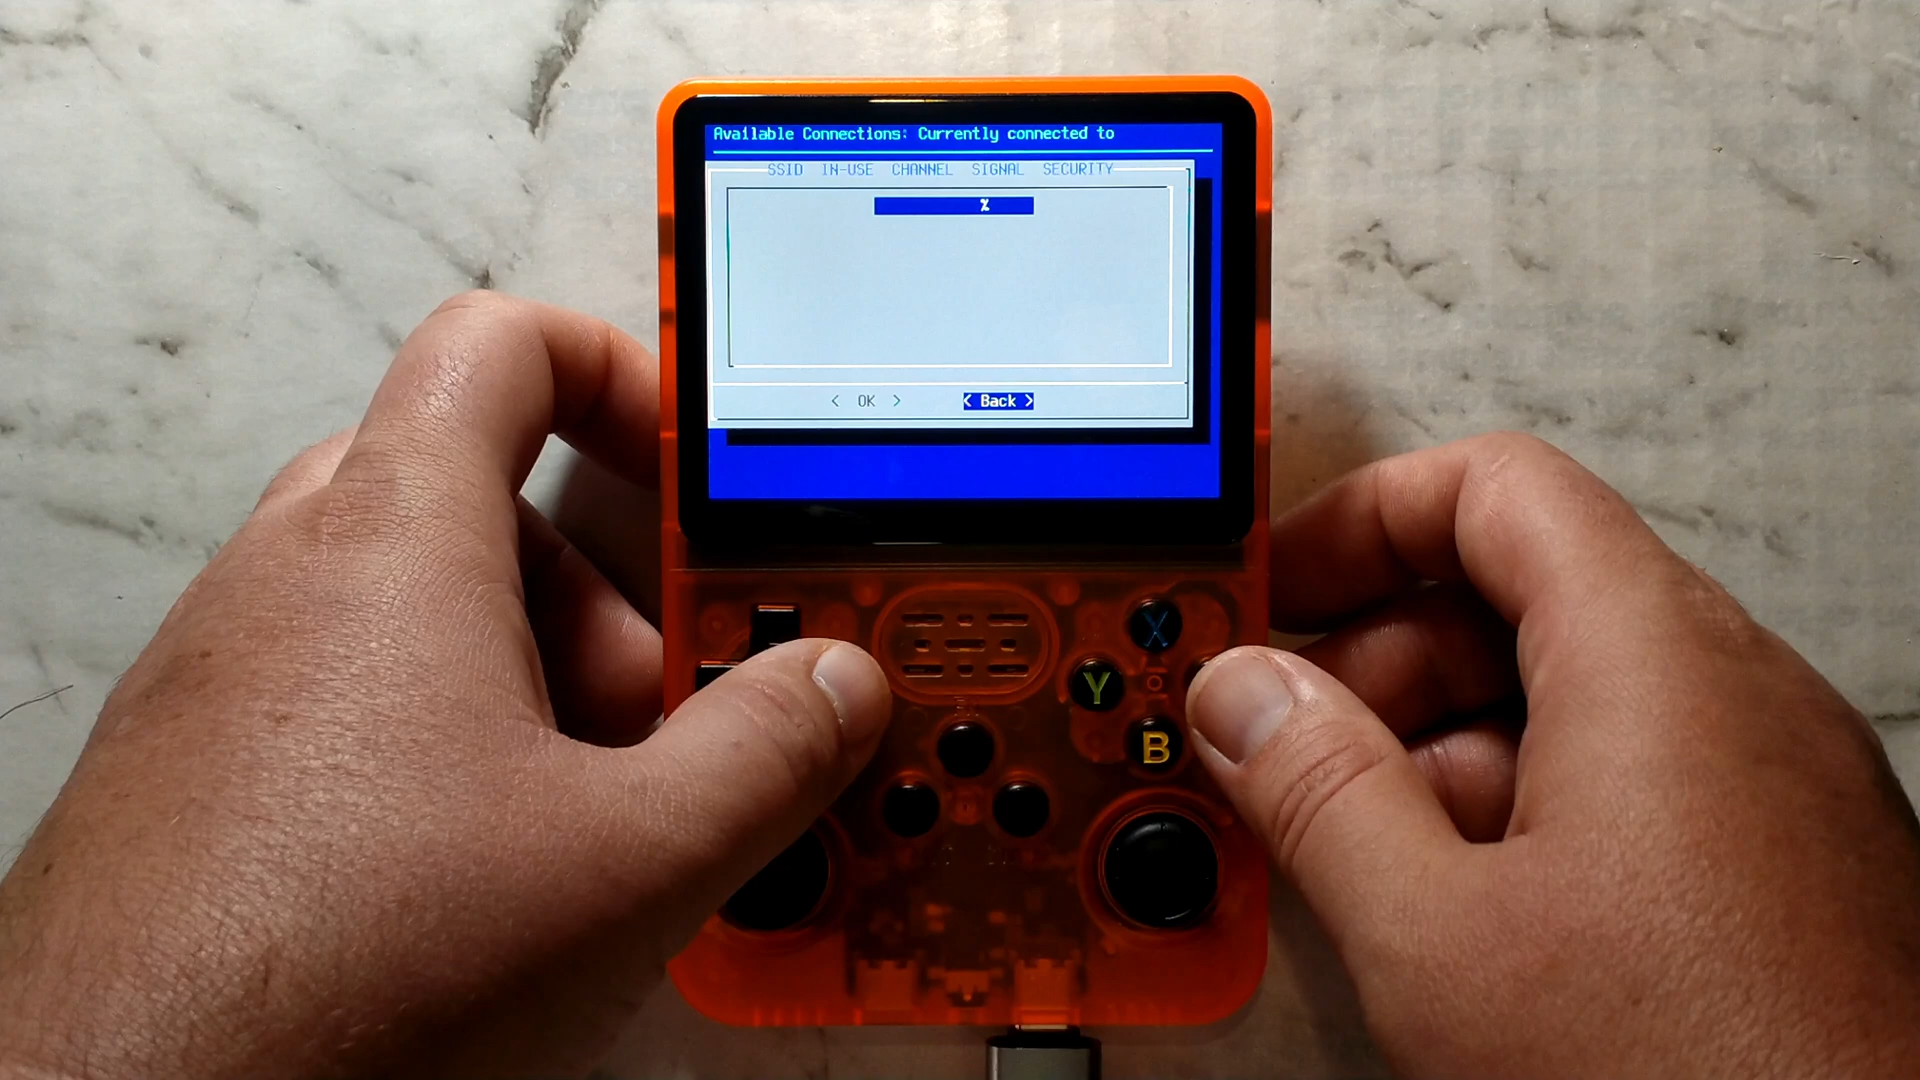 Available Connections: Currently connected to
SSID IN-USE CHANNEL SIGNAL SECURITY
%
< OK > < Back >
X
Y
B